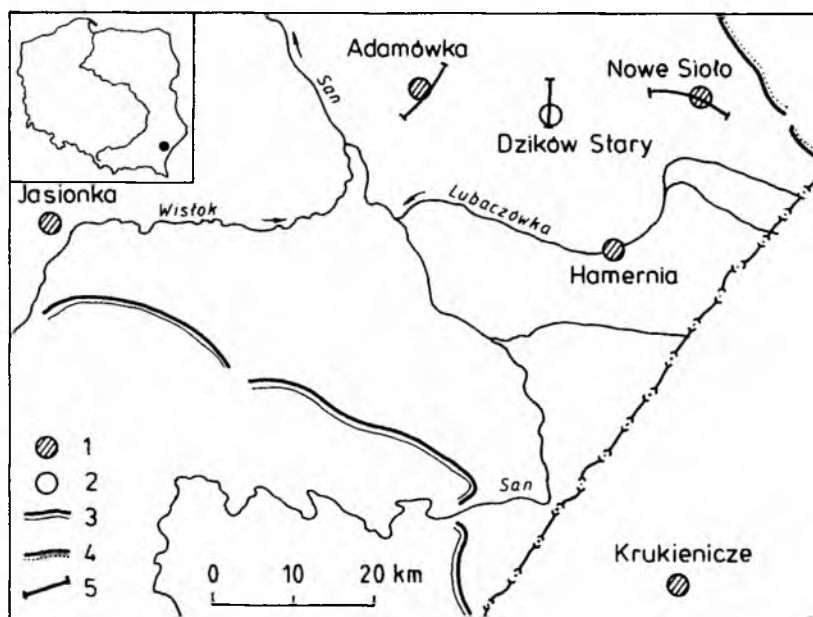 Adamówka
San
Nowe Sioło
Dzików Stary
Jasionka
Wisłok
Lubaczówka
Hamernia
1
2
3
4
5
San
0 10 20 km
Krukienicze